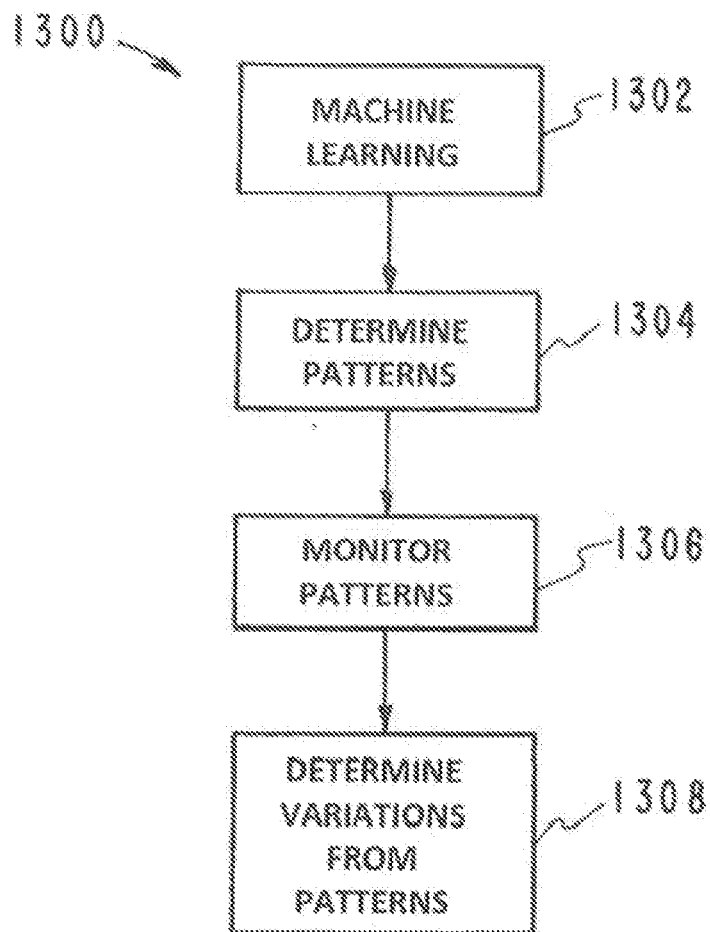 1300
MACHINE
LEARNING
1302
DETERMINE
PATTERNS
1304
MONITOR
PATTERNS
1306
DETERMINE
VARIATIONS
FROM
PATTERNS
1308